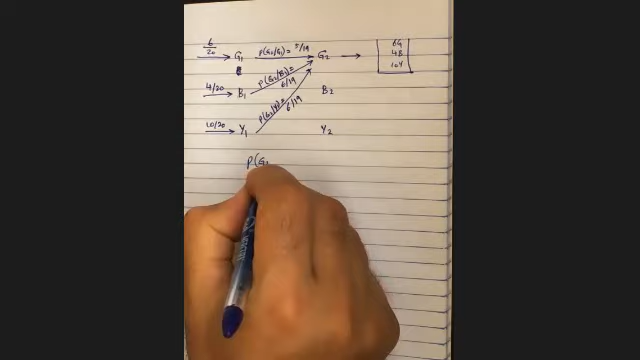 6/20 G₁ P(G₂/G₁) = 5/19 G₂ 6G
4B
10Y
P(G₂/B₁) = 6/19
4/20 B₁ B₂
P(G₂/Y₁) = 6/19
10/20 Y₁ Y₂
P(G₂